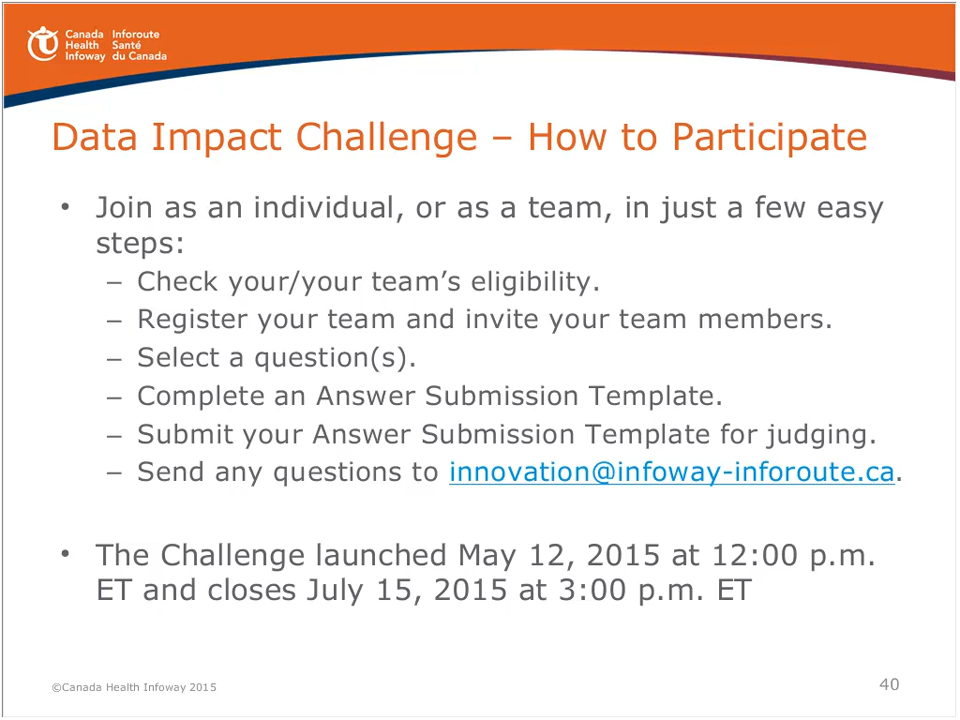 Canada Health Infoway
Inforoute Santé du Canada
Data Impact Challenge – How to Participate
• Join as an individual, or as a team, in just a few easy
steps:
– Check your/your team’s eligibility.
– Register your team and invite your team members.
– Select a question(s).
– Complete an Answer Submission Template.
– Submit your Answer Submission Template for judging.
– Send any questions to innovation@infoway-inforoute.ca.
• The Challenge launched May 12, 2015 at 12:00 p.m.
ET and closes July 15, 2015 at 3:00 p.m. ET
©Canada Health Infoway 2015
40